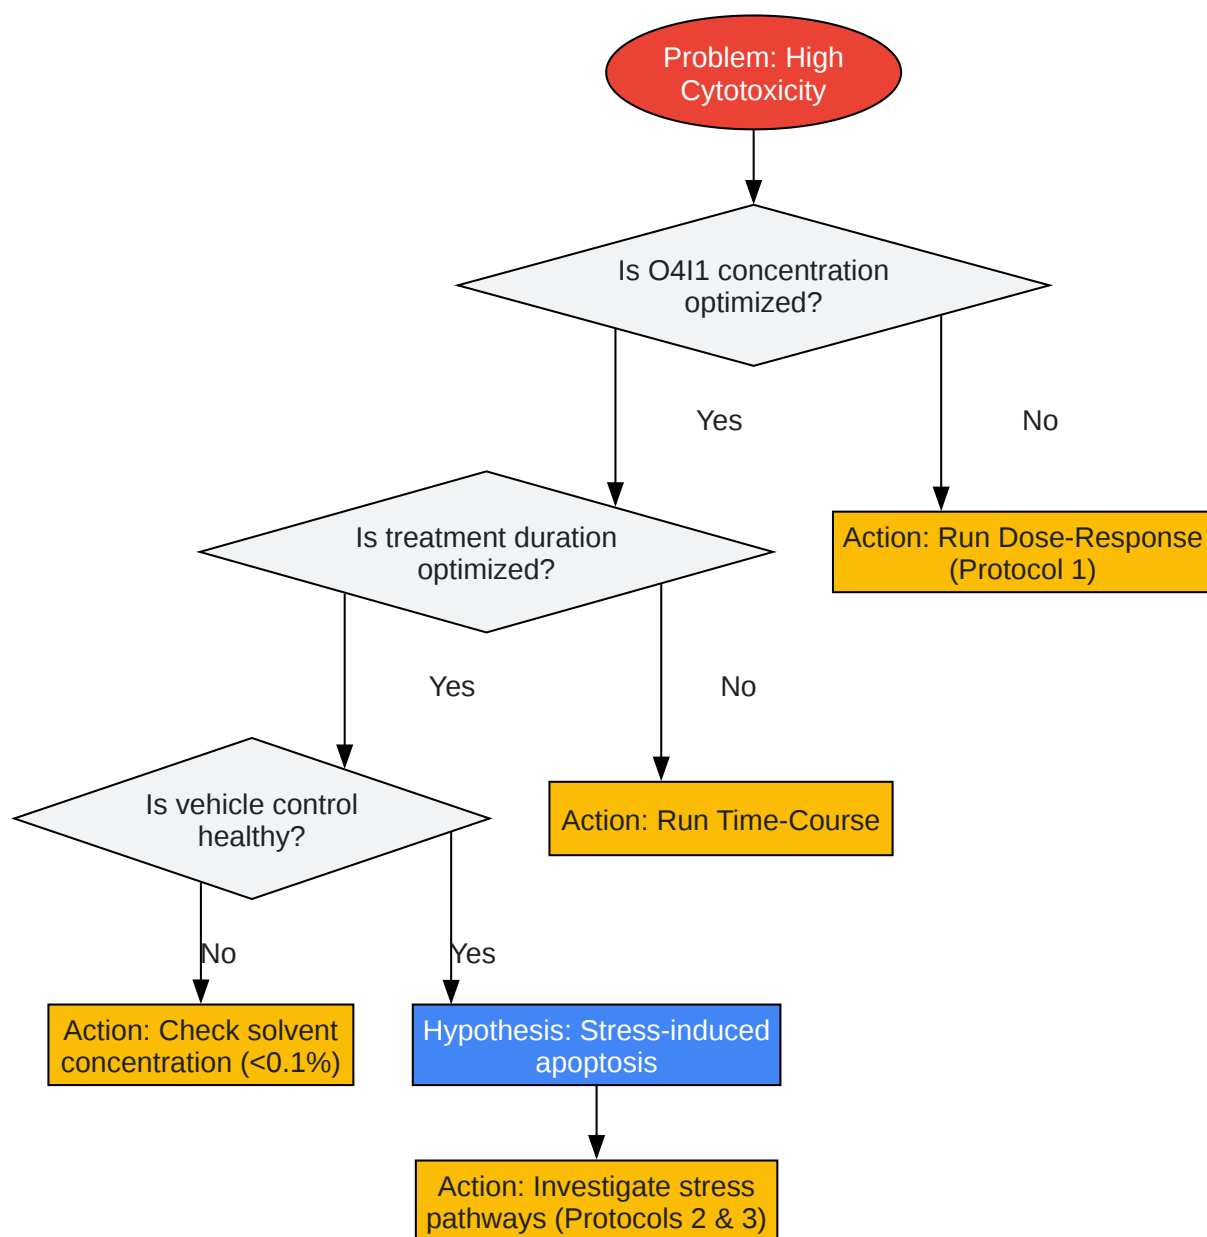 Problem: High
Cytotoxicity
Is O4I1 concentration
optimized?
Yes
No
Is treatment duration
optimized?
Action: Run Dose-Response
(Protocol 1)
Yes
No
Is vehicle control
healthy?
Action: Run Time-Course
No
Yes
Action: Check solvent
concentration (<0.1%)
Hypothesis: Stress-induced
apoptosis
Action: Investigate stress
pathways (Protocols 2 & 3)